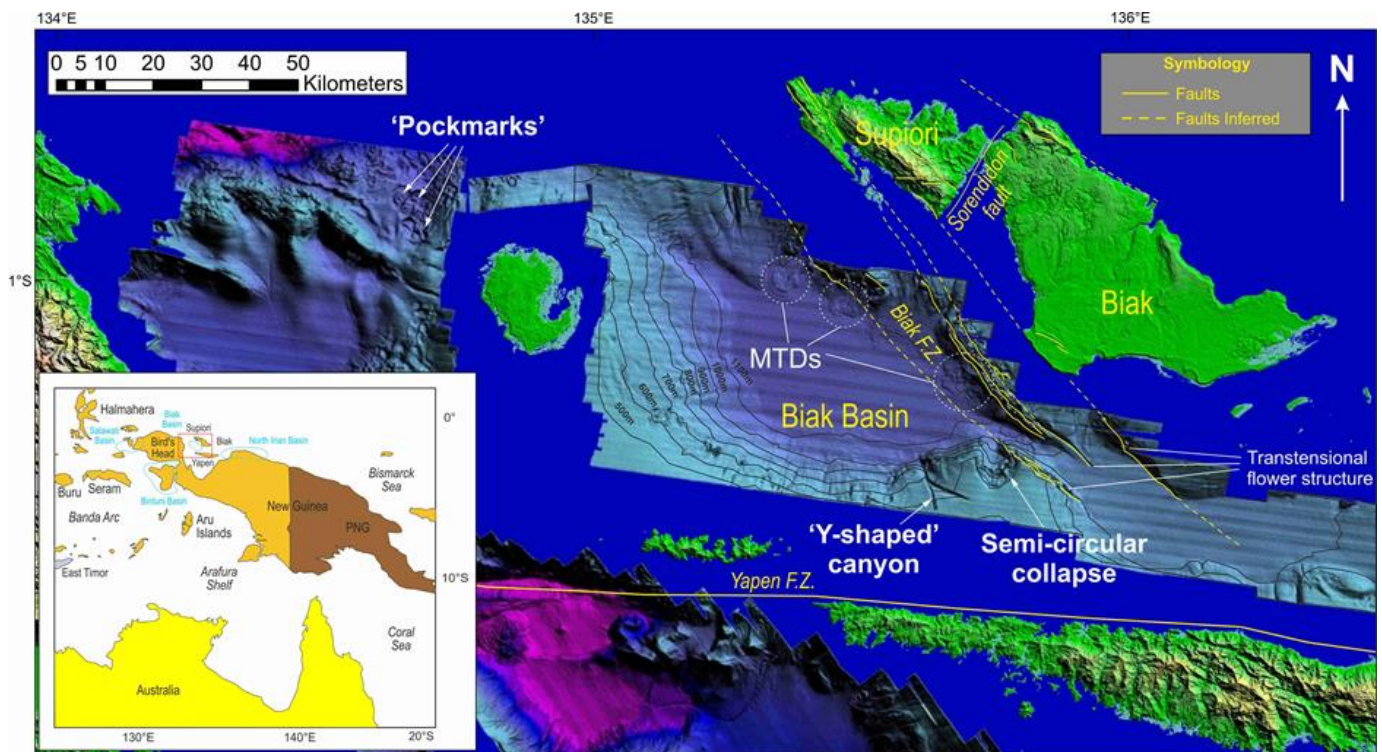 134°E
135°E
136°E
0 5 10 20 30 40 50
Kilometers
Symbology
Faults
Faults Inferred
N
'Pockmarks'
Supiori
Sorendidori
fault
1°S
Biak
Biak F.Z.
MTDs
1100m
1000m
900m
800m
700m
600m
500m
Biak Basin
Transtensional
flower structure
'Y-shaped'
canyon
Semi-circular
collapse
Yapen F.Z.
Halmahera
Biak
Basin
0°
Salawati
Basin
Supiori
Bird's
Head
Biak
North Irian Basin
Yapen
Bismarck
Sea
Buru
Seram
Bintuni Basin
New Guinea
PNG
Banda Arc
Aru
Islands
East Timor
Arafura
Shelf
10°S
Coral
Sea
Australia
130°E
140°E
20°S